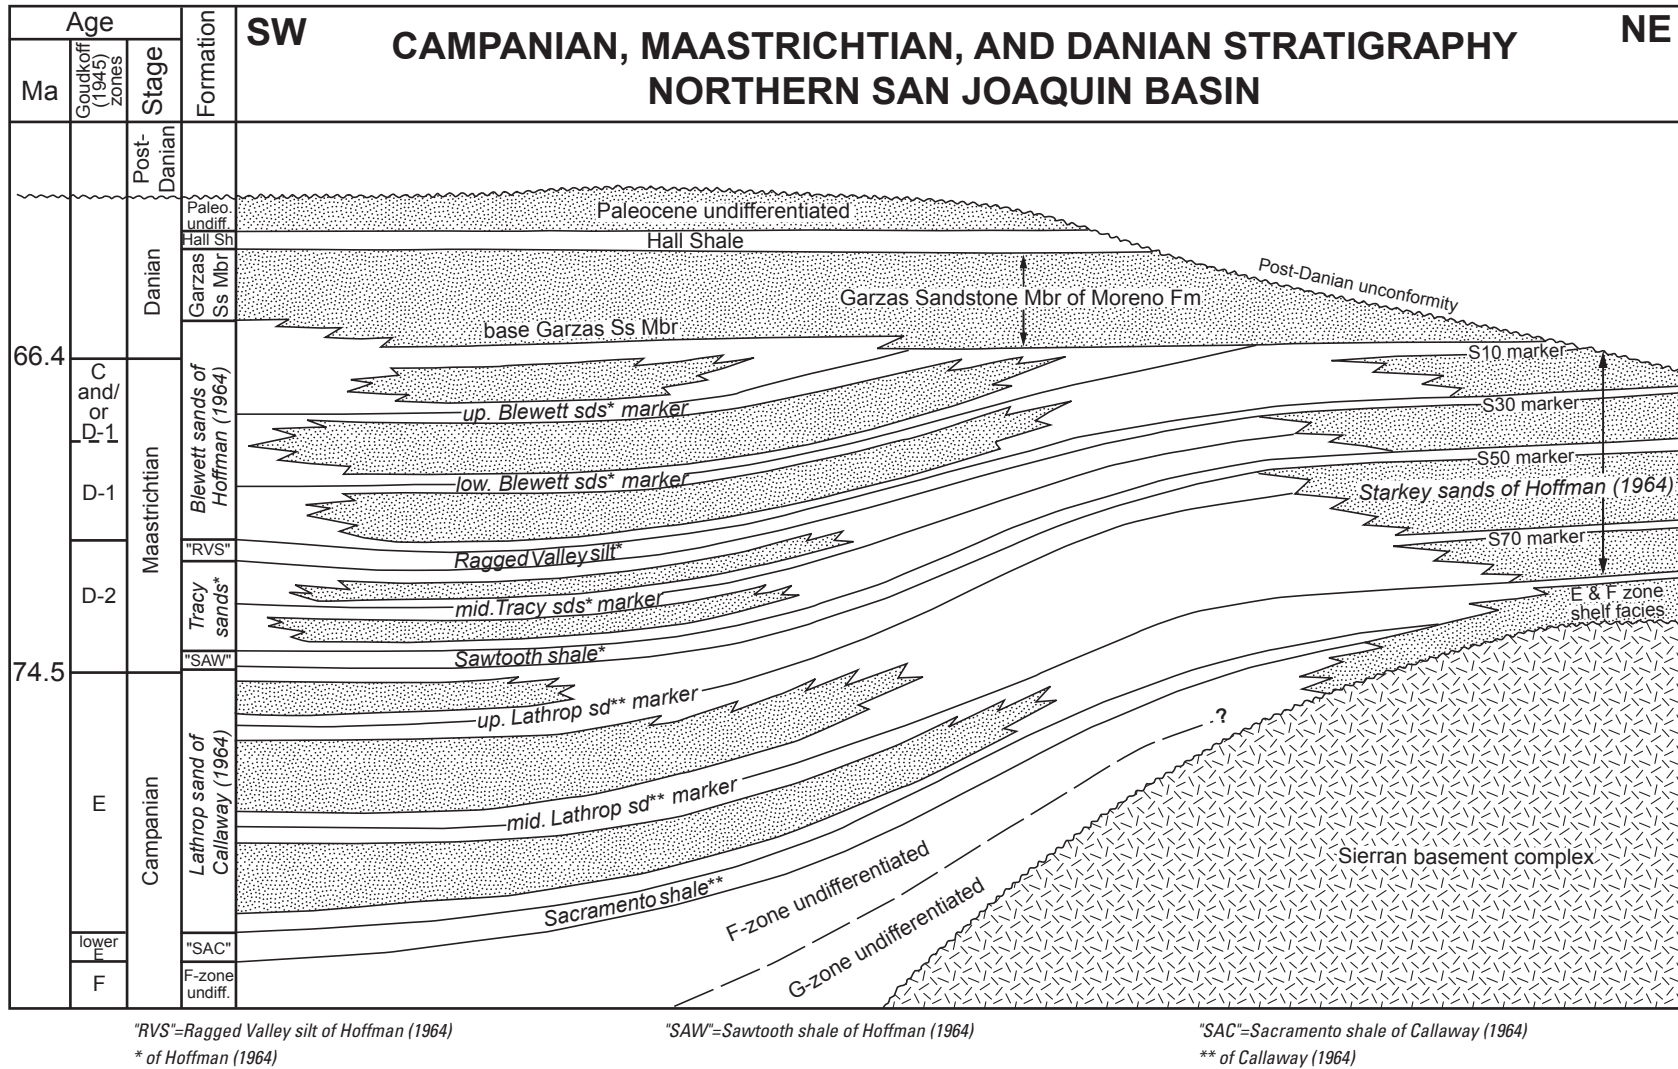 Age
Ma
Goudkoff
(1945)
zones
Stage
Formation
SW
NE
CAMPANIAN, MAASTRICHTIAN, AND DANIAN STRATIGRAPHY
NORTHERN SAN JOAQUIN BASIN
Post-
Danian
Danian
Maastrichtian
Campanian
66.4
74.5
C
and/
or
D-1
D-1
D-2
E
lower
E
F
Paleo.
undiff.
Hall Sh
Garzas
Ss Mbr
Blewett sands of
Hoffman (1964)
"RVS"
Tracy
sands*
"SAW"
Lathrop sand of
Callaway (1964)
"SAC"
F-zone
undiff.
Paleocene undifferentiated
Hall Shale
Garzas Sandstone Mbr of Moreno Fm
Post-Danian unconformity
base Garzas Ss Mbr
S10 marker
up. Blewett sds* marker
S30 marker
low. Blewett sds* marker
S50 marker
Starkey sands of Hoffman (1964)
Ragged Valley silt*
S70 marker
mid. Tracy sds* marker
E & F zone
shelf facies
Sawtooth shale*
up. Lathrop sd** marker
?
mid. Lathrop sd** marker
Sacramento shale**
F-zone undifferentiated
G-zone undifferentiated
Sierran basement complex
"RVS"=Ragged Valley silt of Hoffman (1964)
"SAW"=Sawtooth shale of Hoffman (1964)
"SAC"=Sacramento shale of Callaway (1964)
* of Hoffman (1964)
** of Callaway (1964)